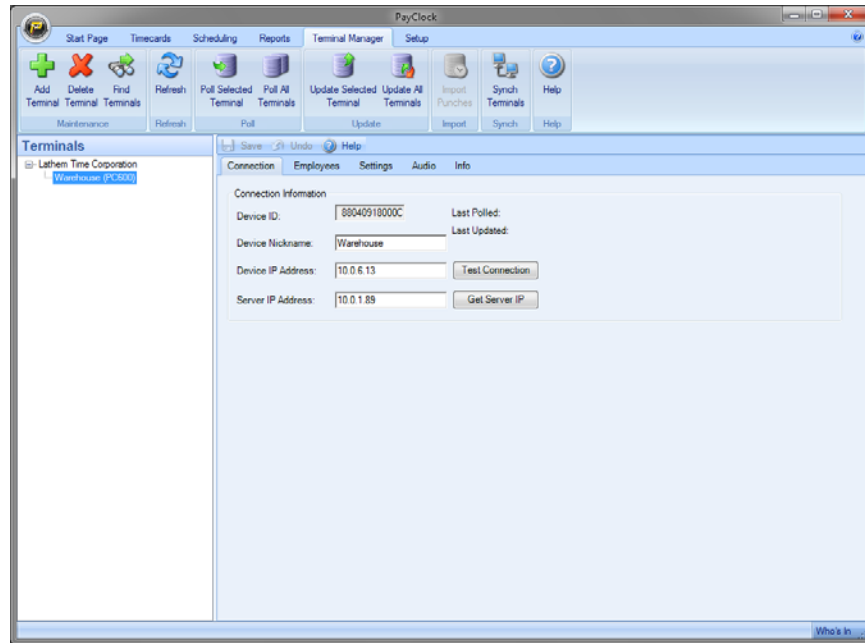 PayClock
Start Page Timecards Scheduling Reports Terminal Manager Setup
Add Terminal Delete Terminal Find Terminals Refresh Poll Selected Terminal Poll All Terminals Update Selected Terminal Update All Terminals Import Punches Synch Terminals Help
Maintenance Refresh Poll Update Import Synch Help
Terminals
Save Undo Help
Lathem Time Corporation
Warehouse (PC600)
Connection Employees Settings Audio Info
Connection Information
Device ID: 88040918000C Last Polled:
Last Updated:
Device Nickname: Warehouse
Device IP Address: 10.0.6.13 Test Connection
Server IP Address: 10.0.1.89 Get Server IP
Who's In